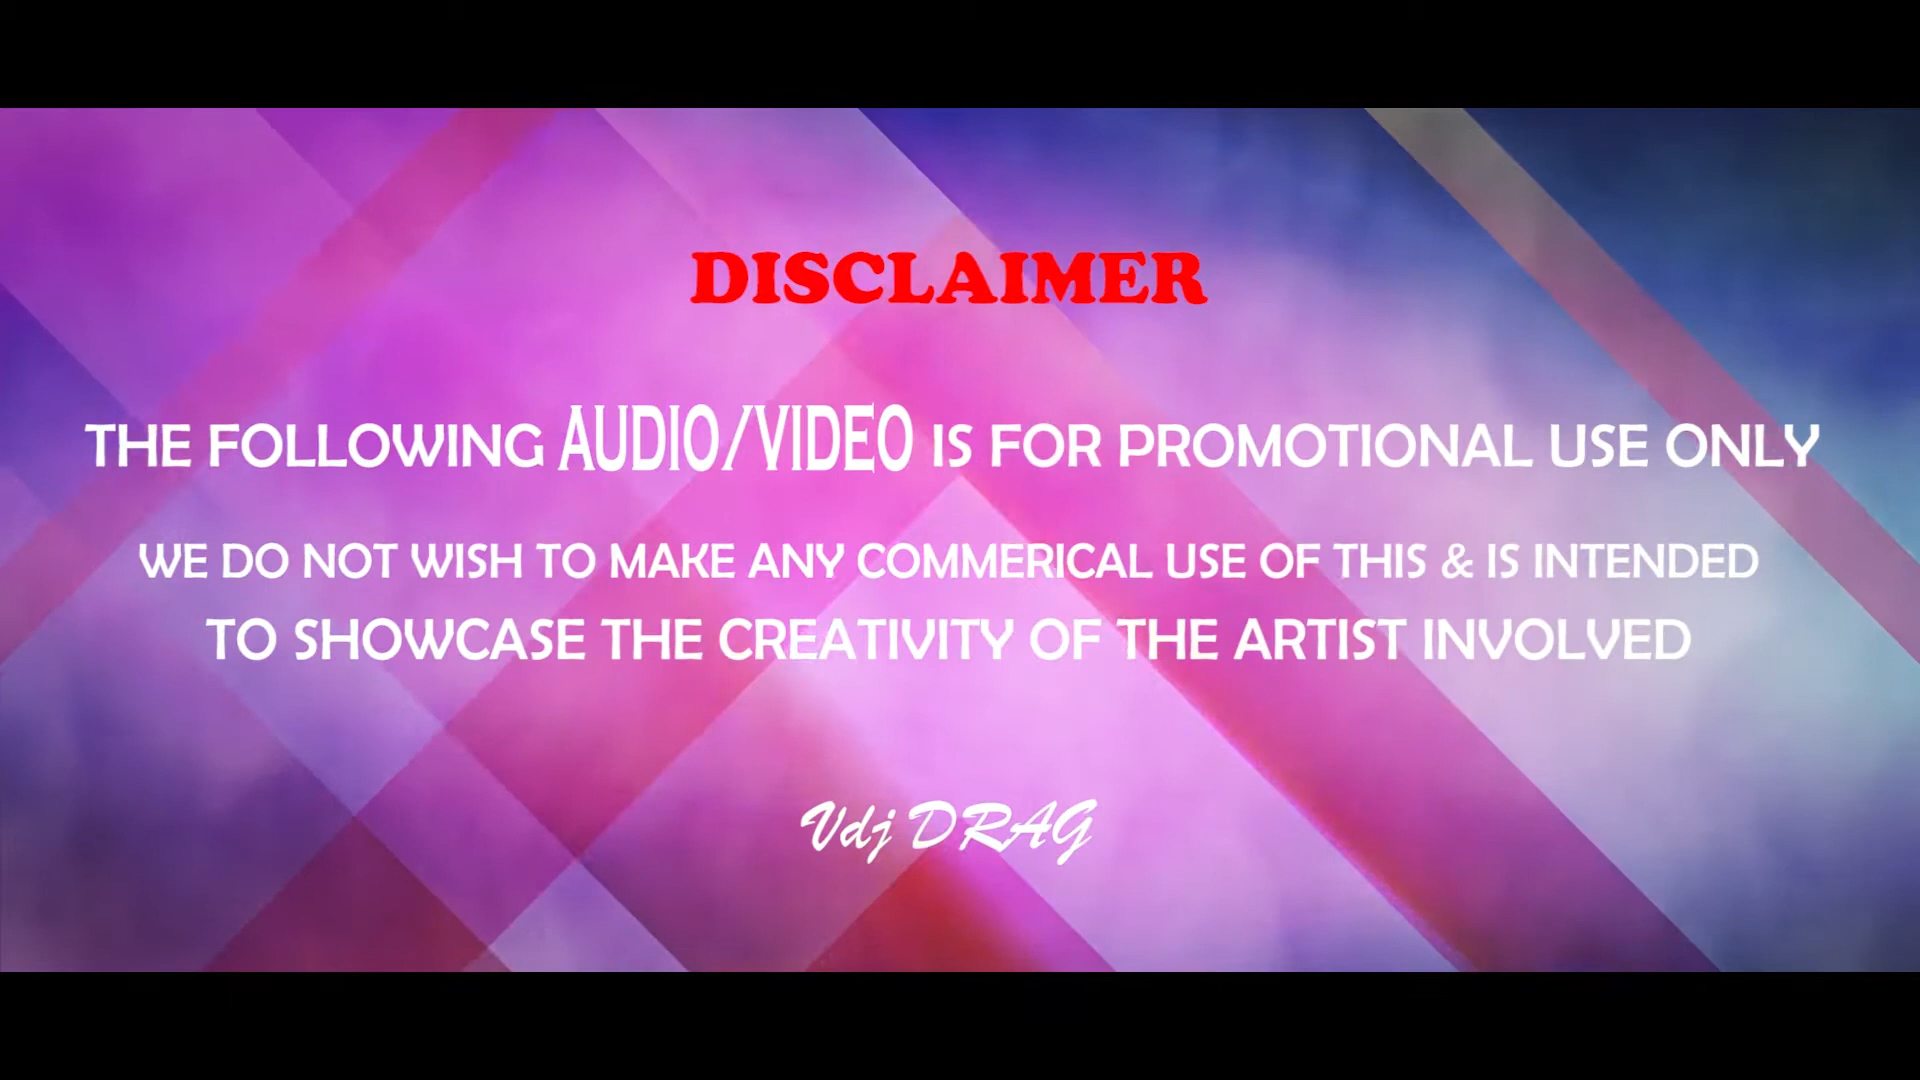 DISCLAIMER
THE FOLLOWING AUDIO/VIDEO IS FOR PROMOTIONAL USE ONLY
WE DO NOT WISH TO MAKE ANY COMMERICAL USE OF THIS & IS INTENDED
TO SHOWCASE THE CREATIVITY OF THE ARTIST INVOLVED
Vdj DRAG